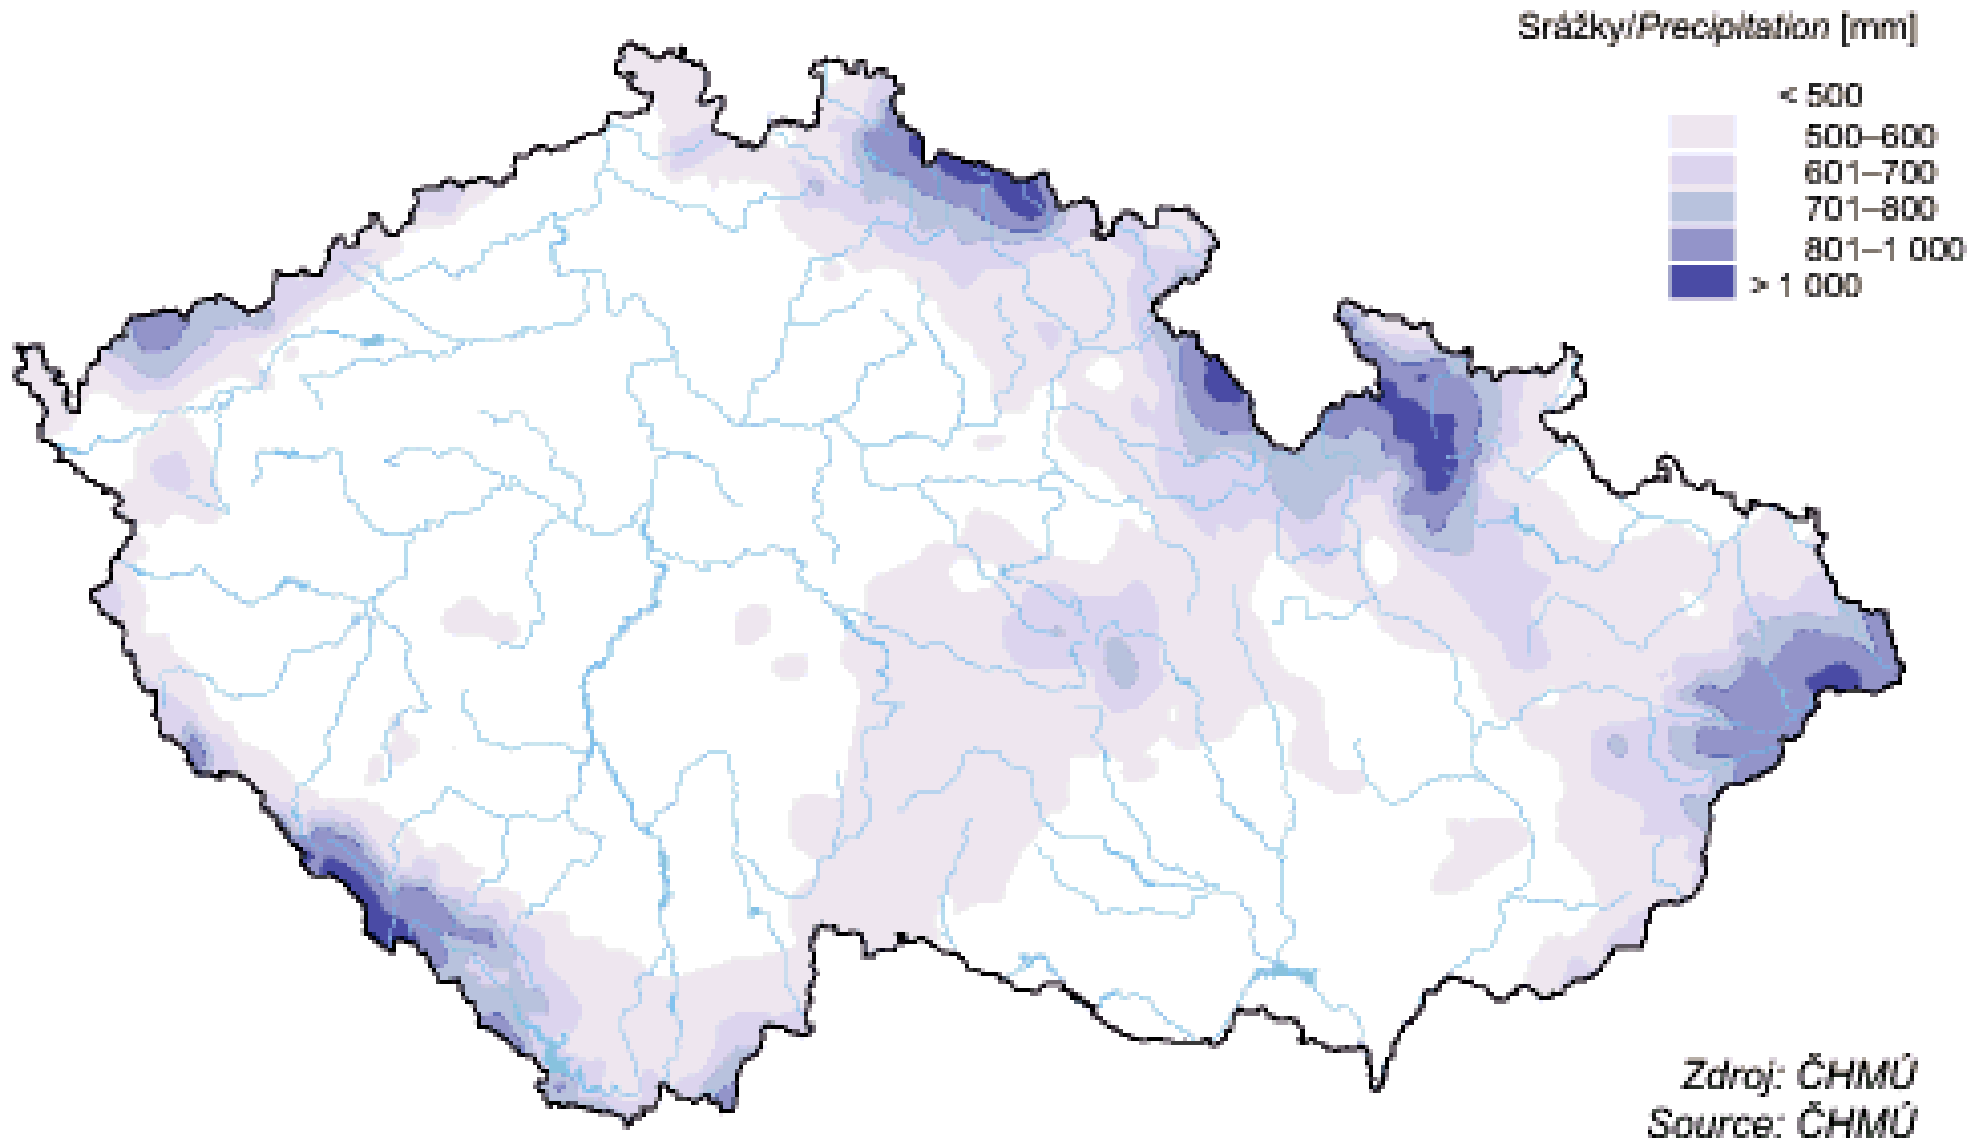 Srážky/Precipitation [mm]
< 500
500–600
601–700
701–800
801–1 000
> 1 000
Zdroj: ČHMÚ
Source: ČHMÚ